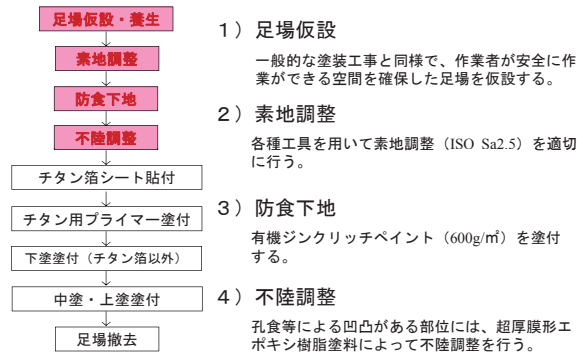 足場仮設・養生
素地調整
防食下地
不陸調整
チタン箔シート貼付
チタン用プライマー塗付
下塗塗付（チタン箔以外）
中塗・上塗塗付
足場撤去
１）足場仮設
一般的な塗装工事と同様で、作業者が安全に作
業ができる空間を確保した足場を仮設する。
２）素地調整
各種工具を用いて素地調整（ISO Sa2.5）を適切
に行う。
３）防食下地
有機ジンクリッチペイント（600g/㎡）を塗付
する。
４）不陸調整
孔食等による凹凸がある部位には、超厚膜形エ
ポキシ樹脂塗料によって不陸調整を行う。